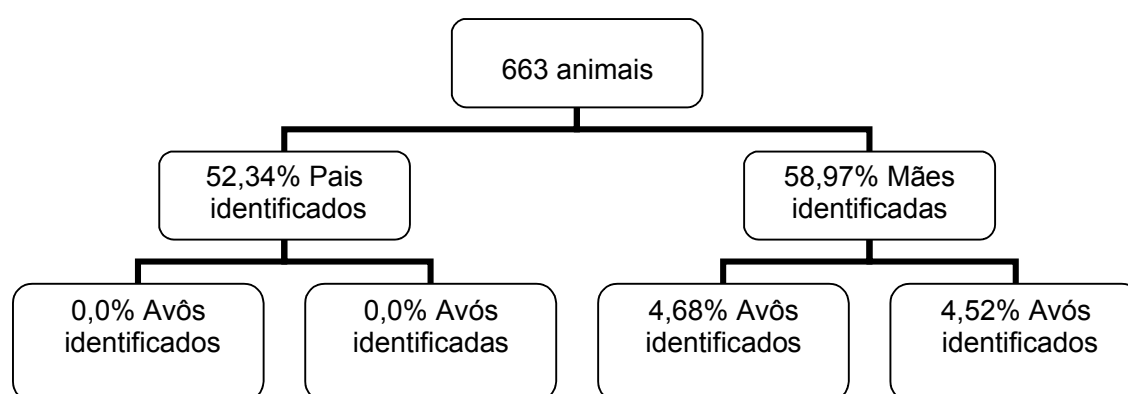 663 animais
52,34% Pais
identificados
58,97% Mães
identificadas
0,0% Avôs
identificados
0,0% Avós
identificadas
4,68% Avôs
identificados
4,52% Avós
identificados